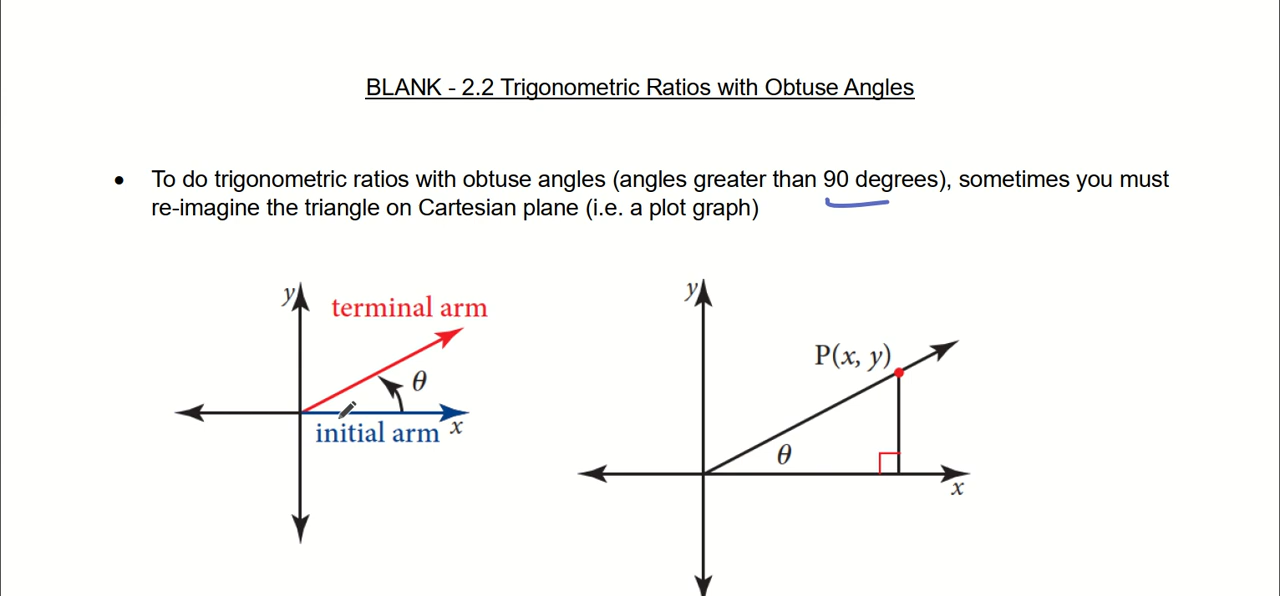 BLANK - 2.2 Trigonometric Ratios with Obtuse Angles
• To do trigonometric ratios with obtuse angles (angles greater than 90 degrees), sometimes you must
re-imagine the triangle on Cartesian plane (i.e. a plot graph)
y
terminal arm
θ
initial arm x
y
P(x, y)
θ
x